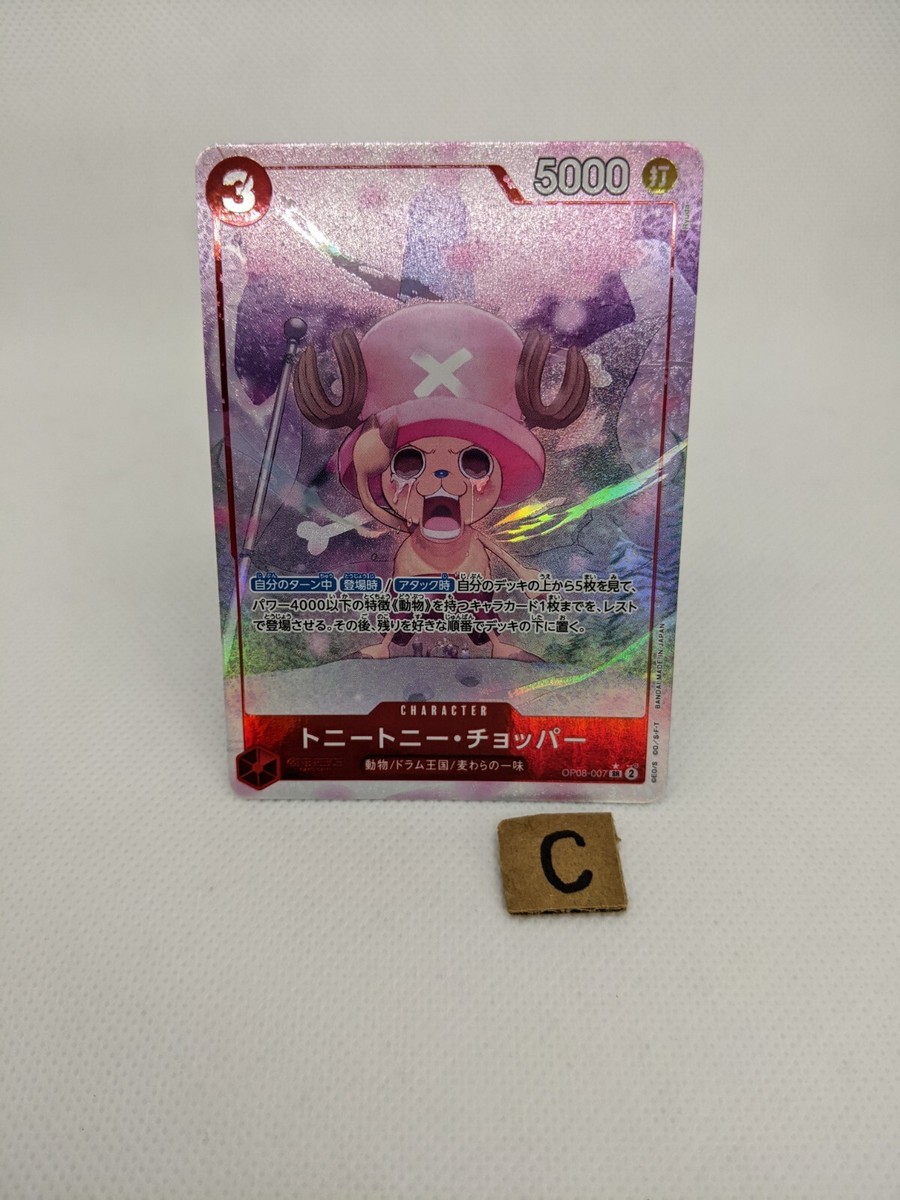 3
5000
打
自分のターン中 登場時 / アタック時 自分のデッキの上から5枚を見て、
パワー4000以下の特徴《動物》を持つキャラカード1枚までを、レスト
で登場させる。その後、残りを好きな順番でデッキの下に置く。
CHARACTER
トニートニー・チョッパー
動物/ドラム王国/麦わらの一味
OP08-007 SR 2
©E.O/S ©O/S・F・T BANDAI MADE IN JAPAN
C